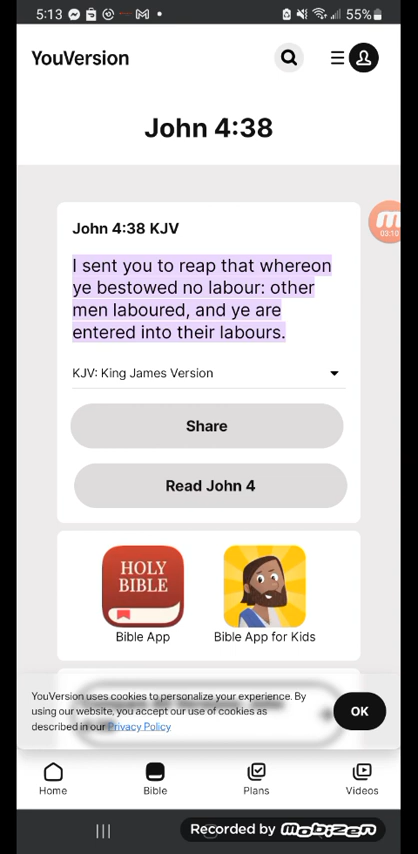 5:13
55%
YouVersion
John 4:38
John 4:38 KJV
03:10
I sent you to reap that whereon
ye bestowed no labour: other
men laboured, and ye are
entered into their labours.
KJV: King James Version
Share
Read John 4
HOLY
BIBLE
Bible App
Bible App for Kids
YouVersion uses cookies to personalize your experience. By
using our website, you accept our use of cookies as
described in our Privacy Policy
OK
Home
Bible
Plans
Videos
Recorded by mobizen